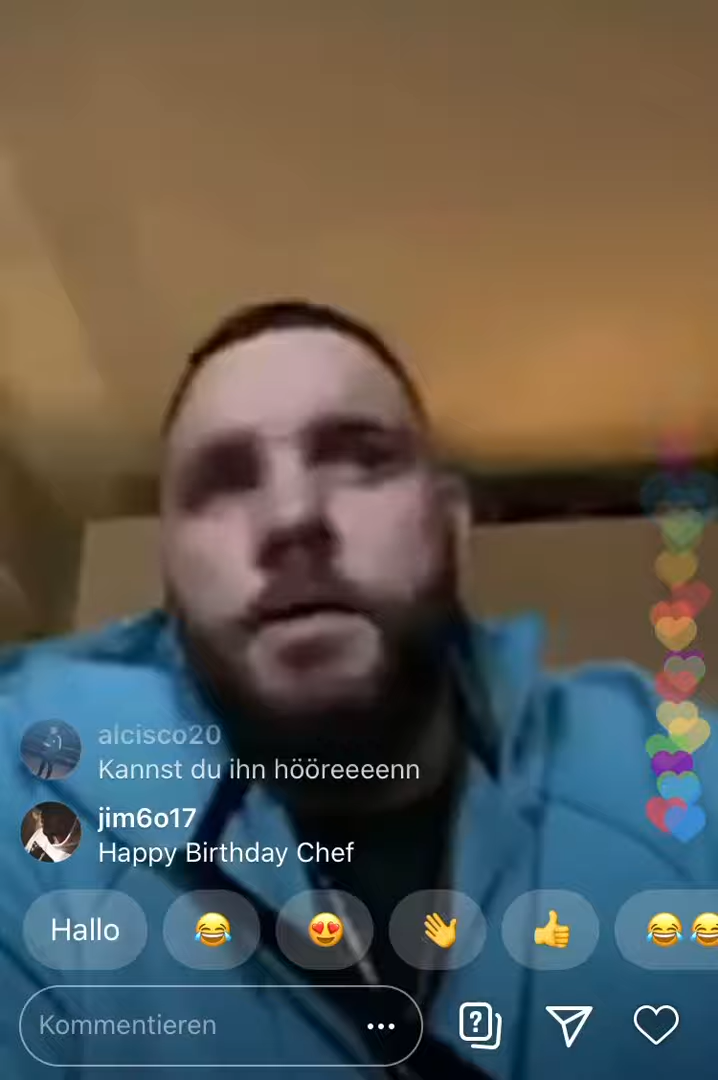 alcisco20
Kannst du ihn hööreeeenn
jim6o17
Happy Birthday Chef
Hallo
Kommentieren